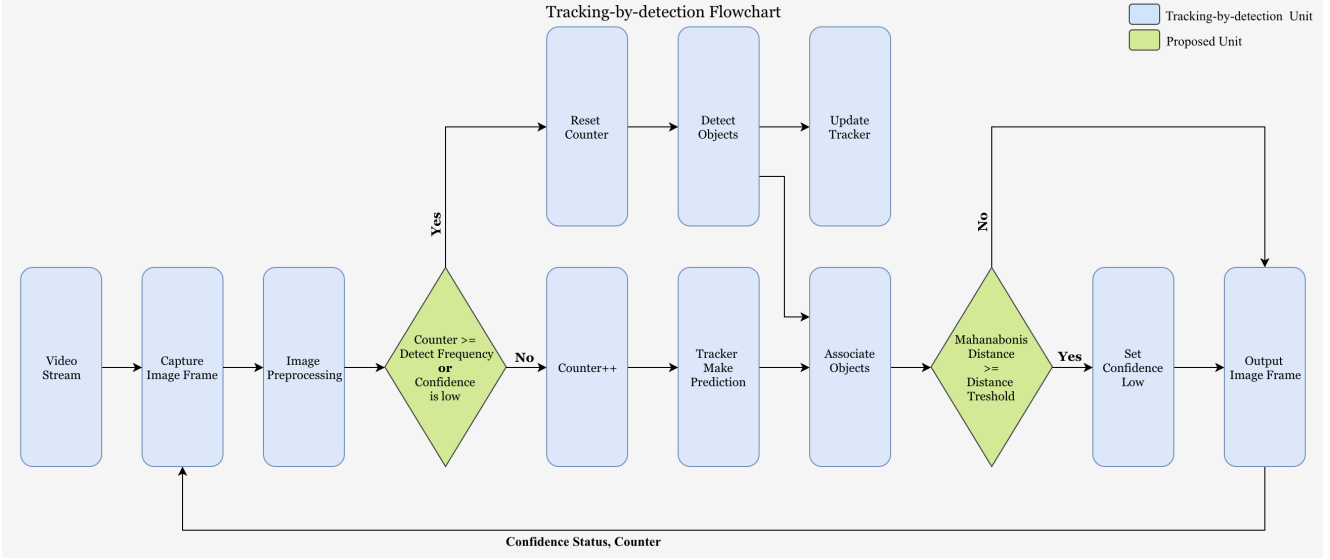 Tracking-by-detection Flowchart
Tracking-by-detection Unit
Proposed Unit
Reset
Counter
Detect
Objects
Update
Tracker
Yes
No
Video
Stream
Capture
Image Frame
Image
Preprocessing
Counter >=
Detect Frequency
or
Confidence
is low
No
Counter++
Tracker
Make
Prediction
Associate
Objects
Mahanabonis
Distance
>=
Distance
Treshold
Yes
Set
Confidence
Low
Output
Image Frame
Confidence Status, Counter